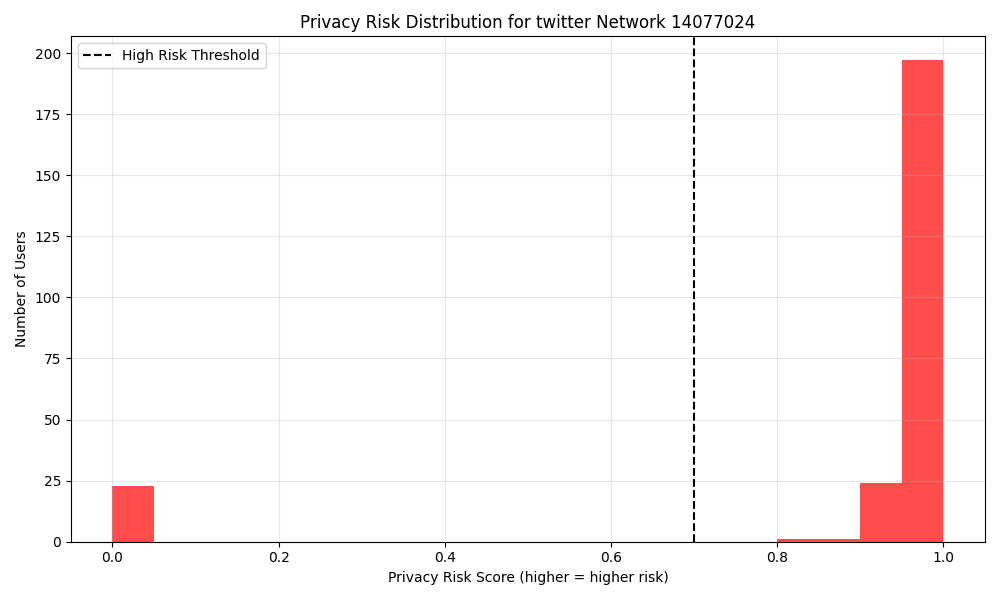 Privacy Risk Distribution for twitter Network 14077024
High Risk Threshold
200
175
150
125
100
75
50
25
0
Number of Users
0.0 0.2 0.4 0.6 0.8 1.0
Privacy Risk Score (higher = higher risk)